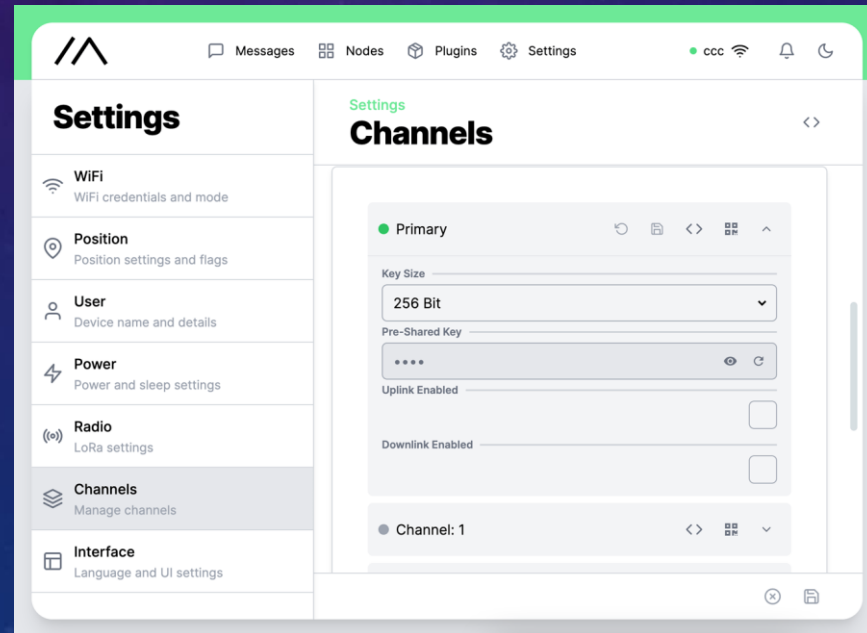 Messages
Nodes
Plugins
Settings
ccc
Settings
WiFi
WiFi credentials and mode
Position
Position settings and flags
User
Device name and details
Power
Power and sleep settings
Radio
LoRa settings
Channels
Manage channels
Interface
Language and UI settings
Settings
Channels
Primary
Key Size
256 Bit
Pre-Shared Key
••••
Uplink Enabled
Downlink Enabled
Channel: 1